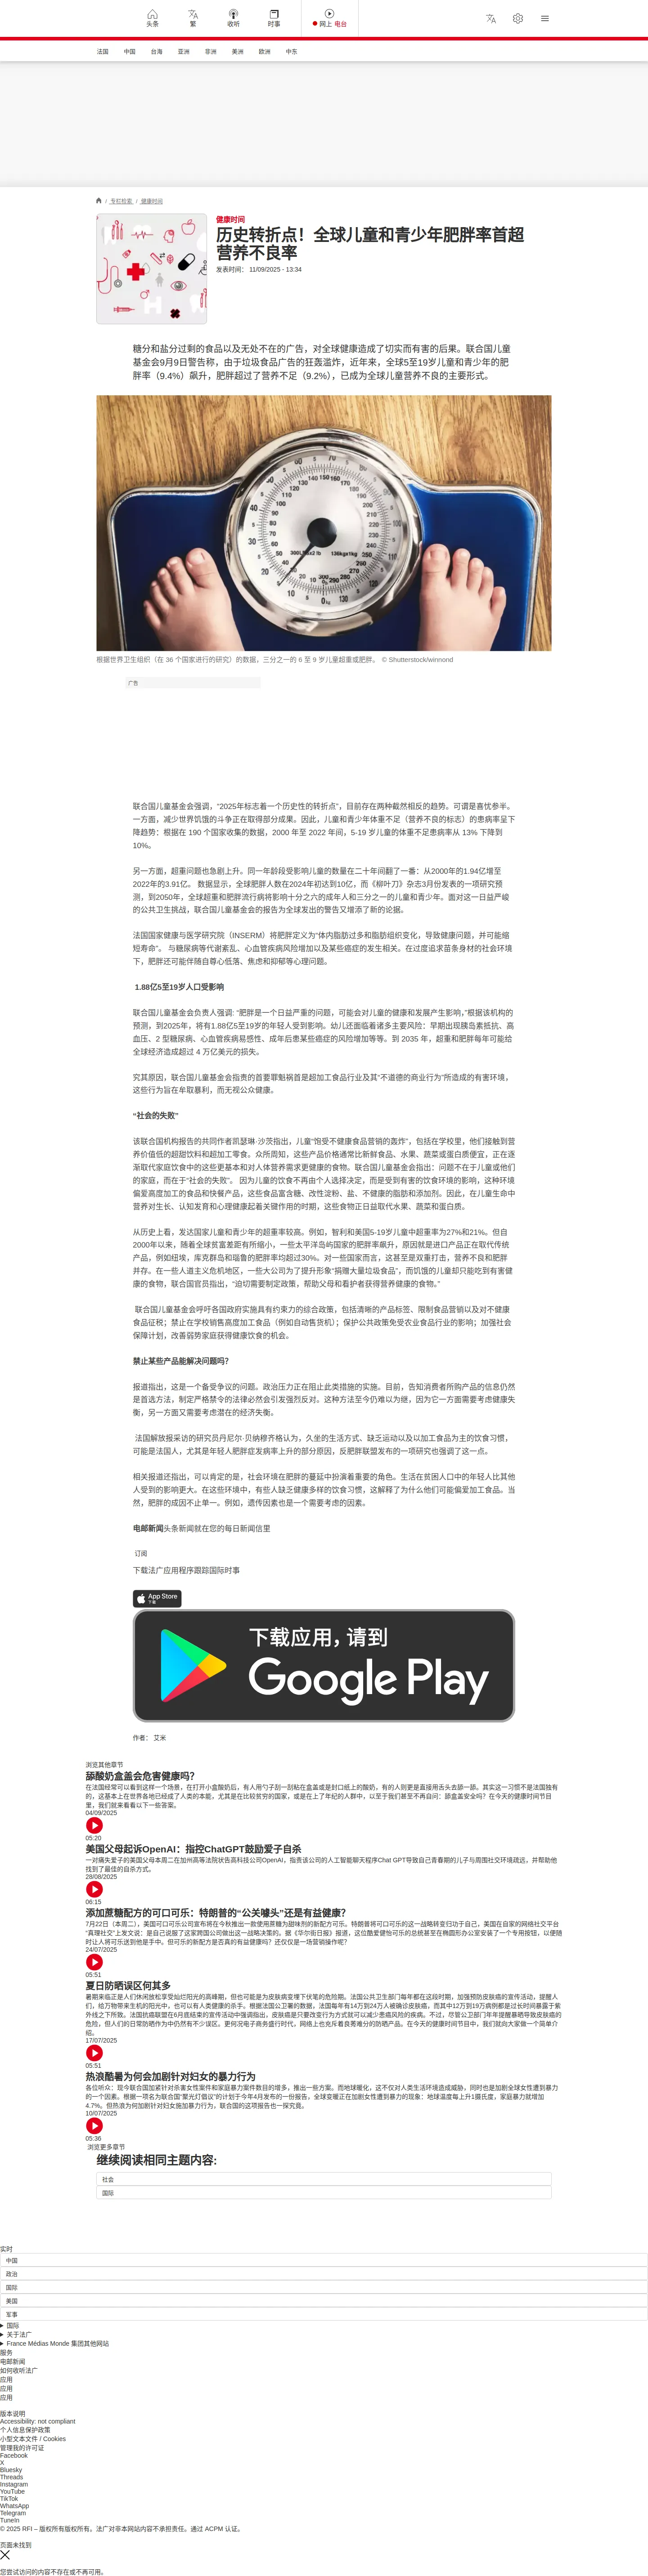 头条
繁
收听
时事
网上 电台
法国 中国 台海 亚洲 非洲 美洲 欧洲 中东
/ 专栏检索 / 健康时间
健康时间
历史转折点！全球儿童和青少年肥胖率首超
营养不良率
发表时间： 11/09/2025 - 13:34
糖分和盐分过剩的食品以及无处不在的广告，对全球健康造成了切实而有害的后果。联合国儿童
基金会9月9日警告称，由于垃圾食品广告的狂轰滥炸，近年来，全球5至19岁儿童和青少年的肥
胖率（9.4%）飙升，肥胖超过了营养不足（9.2%），已成为全球儿童营养不良的主要形式。
根据世界卫生组织（在 36 个国家进行的研究）的数据，三分之一的 6 至 9 岁儿童超重或肥胖。 © Shutterstock/winnond
广告
联合国儿童基金会强调，“2025年标志着一个历史性的转折点”，目前存在两种截然相反的趋势。可谓是喜忧参半。
一方面，减少世界饥饿的斗争正在取得部分成果。因此，儿童和青少年体重不足（营养不良的标志）的患病率呈下
降趋势：根据在 190 个国家收集的数据，2000 年至 2022 年间，5-19 岁儿童的体重不足患病率从 13% 下降到
10%。
另一方面，超重问题也急剧上升。同一年龄段受影响儿童的数量在二十年间翻了一番：从2000年的1.94亿增至
2022年的3.91亿。 数据显示，全球肥胖人数在2024年初达到10亿，而《柳叶刀》杂志3月份发表的一项研究预
测，到2050年，全球超重和肥胖流行病将影响十分之六的成年人和三分之一的儿童和青少年。面对这一日益严峻
的公共卫生挑战，联合国儿童基金会的报告为全球发出的警告又增添了新的论据。
法国国家健康与医学研究院（INSERM）将肥胖定义为“体内脂肪过多和脂肪组织变化，导致健康问题，并可能缩
短寿命”。 与糖尿病等代谢紊乱、心血管疾病风险增加以及某些癌症的发生相关。在过度追求苗条身材的社会环境
下，肥胖还可能伴随自尊心低落、焦虑和抑郁等心理问题。
1.88亿5至19岁人口受影响
联合国儿童基金会负责人强调: “肥胖是一个日益严重的问题，可能会对儿童的健康和发展产生影响，”根据该机构的
预测，到2025年，将有1.88亿5至19岁的年轻人受到影响。幼儿还面临着诸多主要风险：早期出现胰岛素抵抗、高
血压、2 型糖尿病、心血管疾病易感性、成年后患某些癌症的风险增加等等。到 2035 年，超重和肥胖每年可能给
全球经济造成超过 4 万亿美元的损失。
究其原因，联合国儿童基金会指责的首要罪魁祸首是超加工食品行业及其“不道德的商业行为”所造成的有害环境，
这些行为旨在牟取暴利，而无视公众健康。
“社会的失败”
该联合国机构报告的共同作者凯瑟琳·沙茨指出，儿童“饱受不健康食品营销的轰炸”，包括在学校里，他们接触到营
养价值低的超甜饮料和超加工零食。众所周知，这些产品价格通常比新鲜食品、水果、蔬菜或蛋白质便宜，正在逐
渐取代家庭饮食中的这些更基本和对人体营养需求更健康的食物。联合国儿童基金会指出：问题不在于儿童或他们
的家庭，而在于“社会的失败”。 因为儿童的饮食不再由个人选择决定，而是受到有害的饮食环境的影响，这种环境
偏爱高度加工的食品和快餐产品，这些食品富含糖、改性淀粉、盐、不健康的脂肪和添加剂。因此，在儿童生命中
营养对生长、认知发育和心理健康起着关键作用的时期，这些食物正日益取代水果、蔬菜和蛋白质。
从历史上看，发达国家儿童和青少年的超重率较高。例如，智利和美国5-19岁儿童中超重率为27%和21%。但自
2000年以来，随着全球贫富差距有所缩小，一些太平洋岛屿国家的肥胖率飙升，原因就是进口产品正在取代传统
产品，例如纽埃，库克群岛和瑙鲁的肥胖率均超过30%。对一些国家而言，这甚至是双重打击，营养不良和肥胖
并存。在一些人道主义危机地区，一些大公司为了提升形象“捐赠大量垃圾食品”，而饥饿的儿童却只能吃到有害健
康的食物，联合国官员指出，“迫切需要制定政策，帮助父母和看护者获得营养健康的食物。”
联合国儿童基金会呼吁各国政府实施具有约束力的综合政策，包括清晰的产品标签、限制食品营销以及对不健康
食品征税；禁止在学校销售高度加工食品（例如自动售货机）；保护公共政策免受农业食品行业的影响；加强社会
保障计划，改善弱势家庭获得健康饮食的机会。
禁止某些产品能解决问题吗？
报道指出，这是一个备受争议的问题。政治压力正在阻止此类措施的实施。目前，告知消费者所购产品的信息仍然
是首选方法，制定严格禁令的法律必然会引发强烈反对。这种方法至今仍难以为继，因为它一方面需要考虑健康失
衡，另一方面又需要考虑潜在的经济失衡。
法国解放报采访的研究员丹尼尔·贝纳穆齐格认为，久坐的生活方式、缺乏运动以及以加工食品为主的饮食习惯，
可能是法国人，尤其是年轻人肥胖症发病率上升的部分原因，反肥胖联盟发布的一项研究也强调了这一点。
相关报道还指出，可以肯定的是，社会环境在肥胖的蔓延中扮演着重要的角色。生活在贫困人口中的年轻人比其他
人受到的影响更大。在这些环境中，有些人缺乏健康多样的饮食习惯，这解释了为什么他们可能偏爱加工食品。当
然，肥胖的成因不止单一。例如，遗传因素也是一个需要考虑的因素。
电邮新闻头条新闻就在您的每日新闻信里
订阅
下载法广应用程序跟踪国际时事
App Store
下载
下载应用，请到
Google Play
作者： 艾米
浏览其他章节
舔酸奶盒盖会危害健康吗？
在法国经常可以看到这样一个场景，在打开小盒酸奶后，有人用勺子刮一刮粘在盒盖或是封口纸上的酸奶，有的人则更是直接用舌头去舔一舔。其实这一习惯不是法国独有
的，这基本上在世界各地已经成了人类的本能，尤其是在比较贫穷的国家，或是在上了年纪的人群中，以至于我们甚至不再自问：舔盒盖安全吗？在今天的健康时间节目
里，我们就来看看以下一些答案。
04/09/2025
05:20
美国父母起诉OpenAI：指控ChatGPT鼓励爱子自杀
一对痛失爱子的美国父母本周二在加州高等法院状告高科技公司OpenAI，指责该公司的人工智能聊天程序Chat GPT导致自己青春期的儿子与周围社交环境疏远，并帮助他
找到了最佳的自杀方式。
28/08/2025
06:15
添加蔗糖配方的可口可乐：特朗普的“公关噱头”还是有益健康？
7月22日（本周二），美国可口可乐公司宣布将在今秋推出一款使用蔗糖为甜味剂的新配方可乐。特朗普将可口可乐的这一战略转变归功于自己，美国在自家的网络社交平台
“真理社交”上发文说：是自己说服了这家跨国公司做出这一战略决策的。据《华尔街日报》报道，这位酷爱健怡可乐的总统甚至在椭圆形办公室安装了一个专用按钮，以便随
时让人将可乐送到他是手中。但可乐的新配方是否真的有益健康吗？还仅仅是一场营销操作呢？
24/07/2025
05:51
夏日防晒误区何其多
暑期来临正是人们休闲放松享受灿烂阳光的高峰期，但也可能是为皮肤病变埋下伏笔的危险期。法国公共卫生部门每年都在这段时期，加强预防皮肤癌的宣传活动，提醒人
们，给万物带来生机的阳光中，也可以有人类健康的杀手。根据法国公卫署的数据，法国每年有14万到24万人被确诊皮肤癌，而其中12万到19万病例都是过长时间暴露于紫
外线之下所致。法国抗癌联盟在6月底结束的宣传活动中强调指出，皮肤癌是只要改变行为方式就可以减少恶性肿瘤风险的疾病。不过，尽管公卫部门年年提醒越晒带给皮肤癌的
危险，但人们的日常防晒作为中仍然有不少误区。更何况电子商务盛行时代，网络上也充斥着良莠难分的防晒产品。在今天的健康时间节目中，我们就向大家做一个简单介
绍。
17/07/2025
05:51
热浪酷暑为何会加剧针对妇女的暴力行为
各位听众：现今联合国加紧针对杀害女性案件和家庭暴力案件数目的增多，推出一些方案。而地球暖化，这不仅对人类生活环境造成威胁，同时也是加剧全球女性遭到暴力
的一个因素。根据一项名为联合国“聚光灯倡议”的计划于今年4月发布的一份报告，全球变暖正在加剧女性遭到暴力的现象：地球温度每上升1摄氏度，家庭暴力就增加
4.7%。但热浪为何加剧针对妇女施加暴力行为，联合国的这项报告也一探究竟。
10/07/2025
05:36
浏览更多章节
继续阅读相同主题内容:
社会
国际
实时
中国
政治
国际
美国
军事
国际
关于法广
France Médias Monde 集团其他网站
服务
电邮新闻
如何收听法广
应用
应用
应用
版本说明
Accessibility: not compliant
个人信息保护政策
小型文本文件 / Cookies
管理我的许可证
Facebook
X
Bluesky
Threads
Instagram
YouTube
TikTok
WhatsApp
Telegram
TuneIn
© 2025 RFI – 版权所有版权所有。法广对非本网站内容不承担责任。通过 ACPM 认证。
页面未找到
您尝试访问的内容不存在或不再可用。